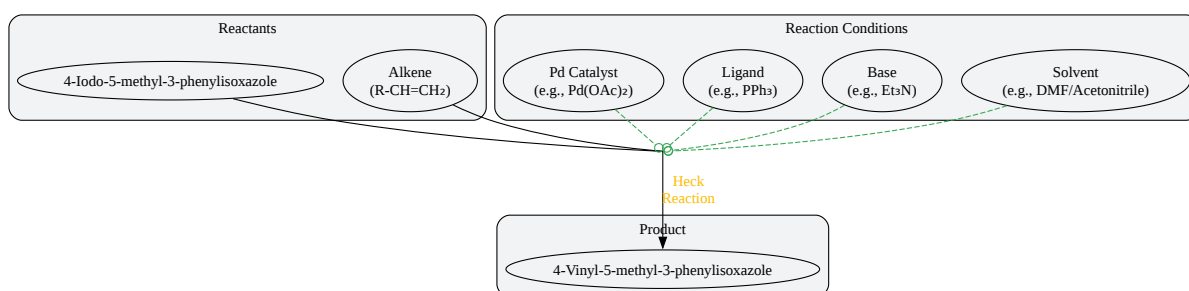 Reactants
Reaction Conditions
4-Iodo-5-methyl-3-phenylisoxazole
Alkene
(R-CH=CH₂)
Pd Catalyst
(e.g., Pd(OAc)₂)
Ligand
(e.g., PPh₃)
Base
(e.g., Et₃N)
Solvent
(e.g., DMF/Acetonitrile)
Heck
Reaction
Product
4-Vinyl-5-methyl-3-phenylisoxazole